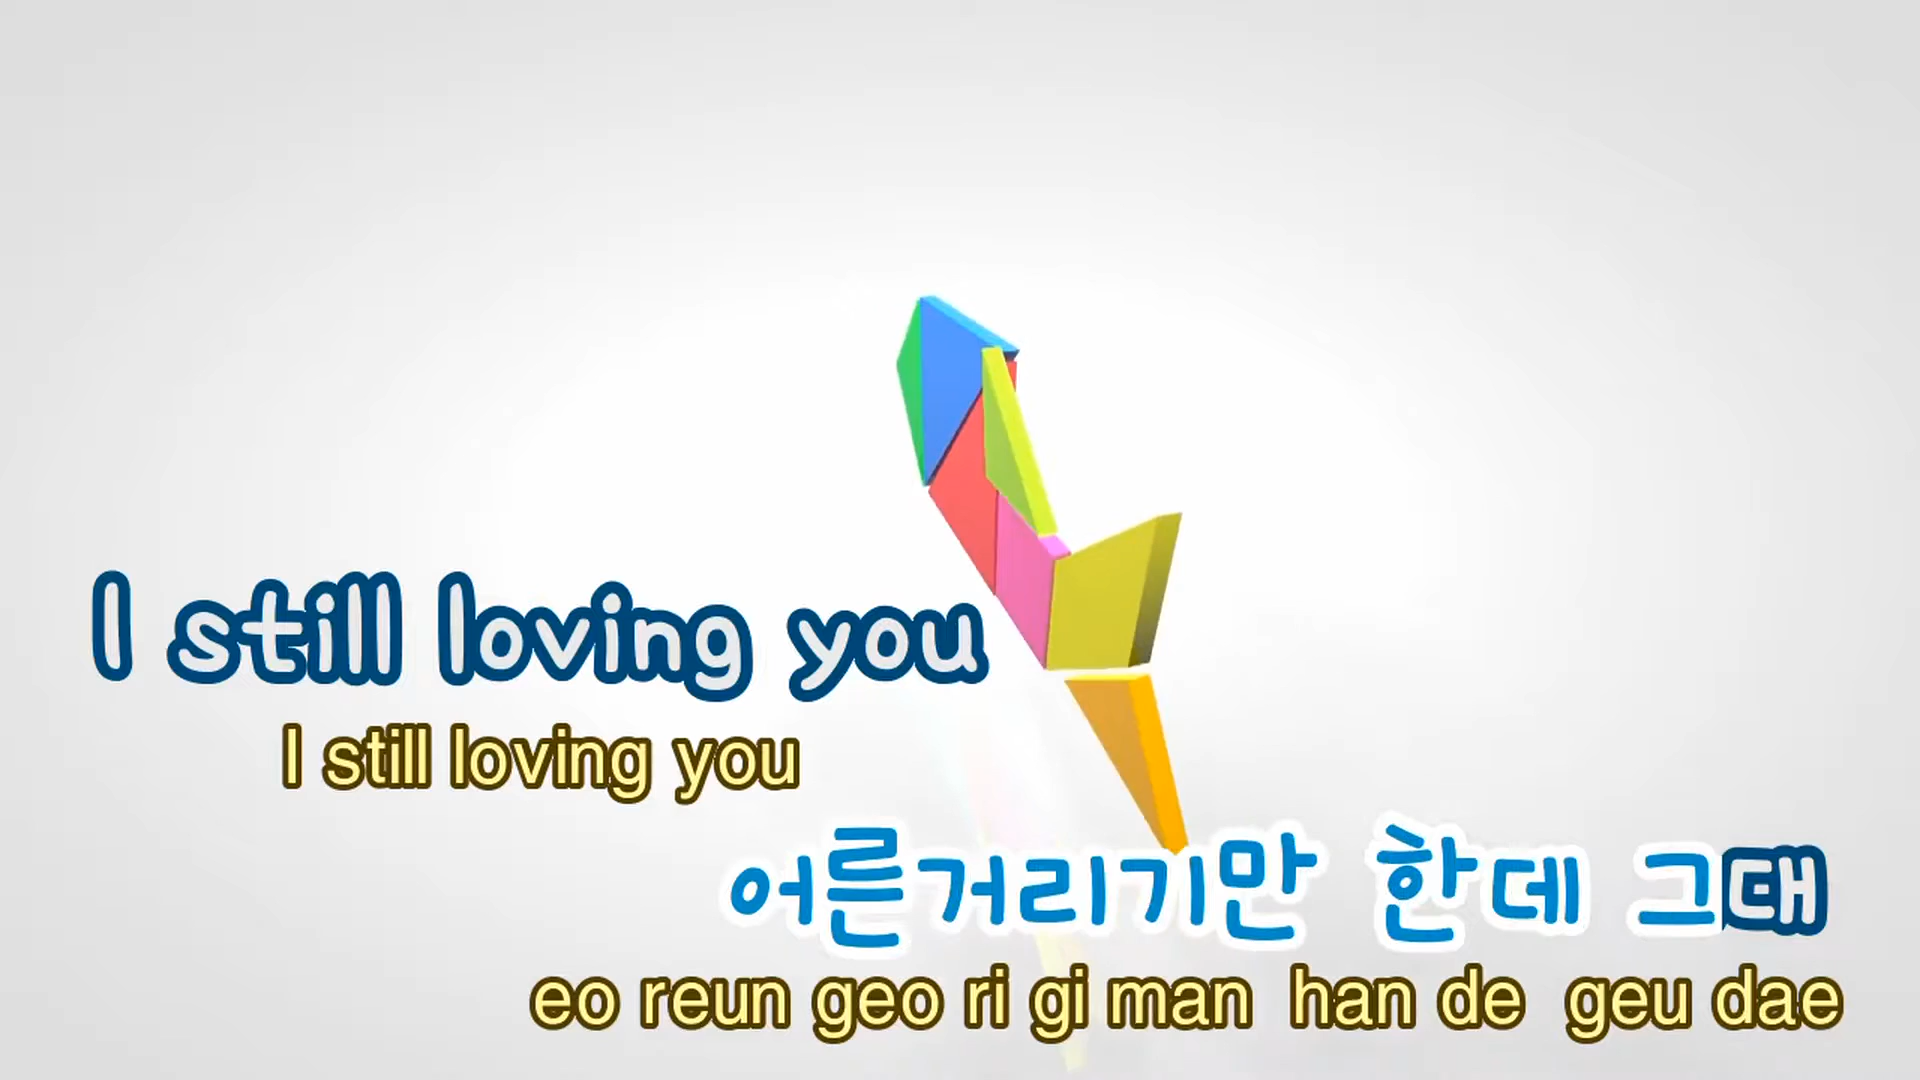 I still loving you
I still loving you
어른거리기만 한데 그대
eo reun geo ri gi man han de geu dae